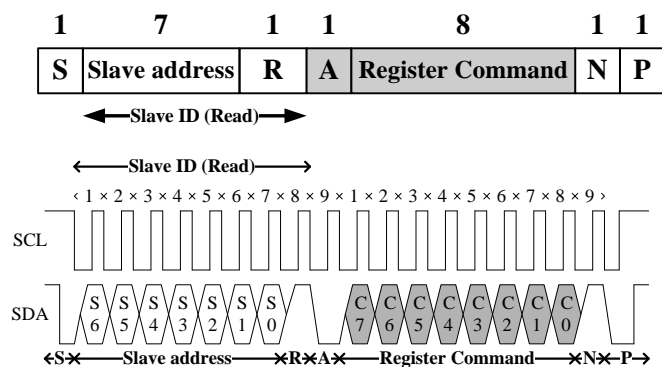 1 7 1 1 8 1 1
S Slave address R A Register Command N P
Slave ID (Read)
Slave ID (Read)
‹ 1 × 2 × 3 × 4 × 5 × 6 × 7 × 8 × 9 × 1 × 2 × 3 × 4 × 5 × 6 × 7 × 8 × 9 ›
SCL
SDA
S S S S S S S C C C C C C C C
6 5 4 3 2 1 0 7 6 5 4 3 2 1 0
S Slave address R A Register Command N P